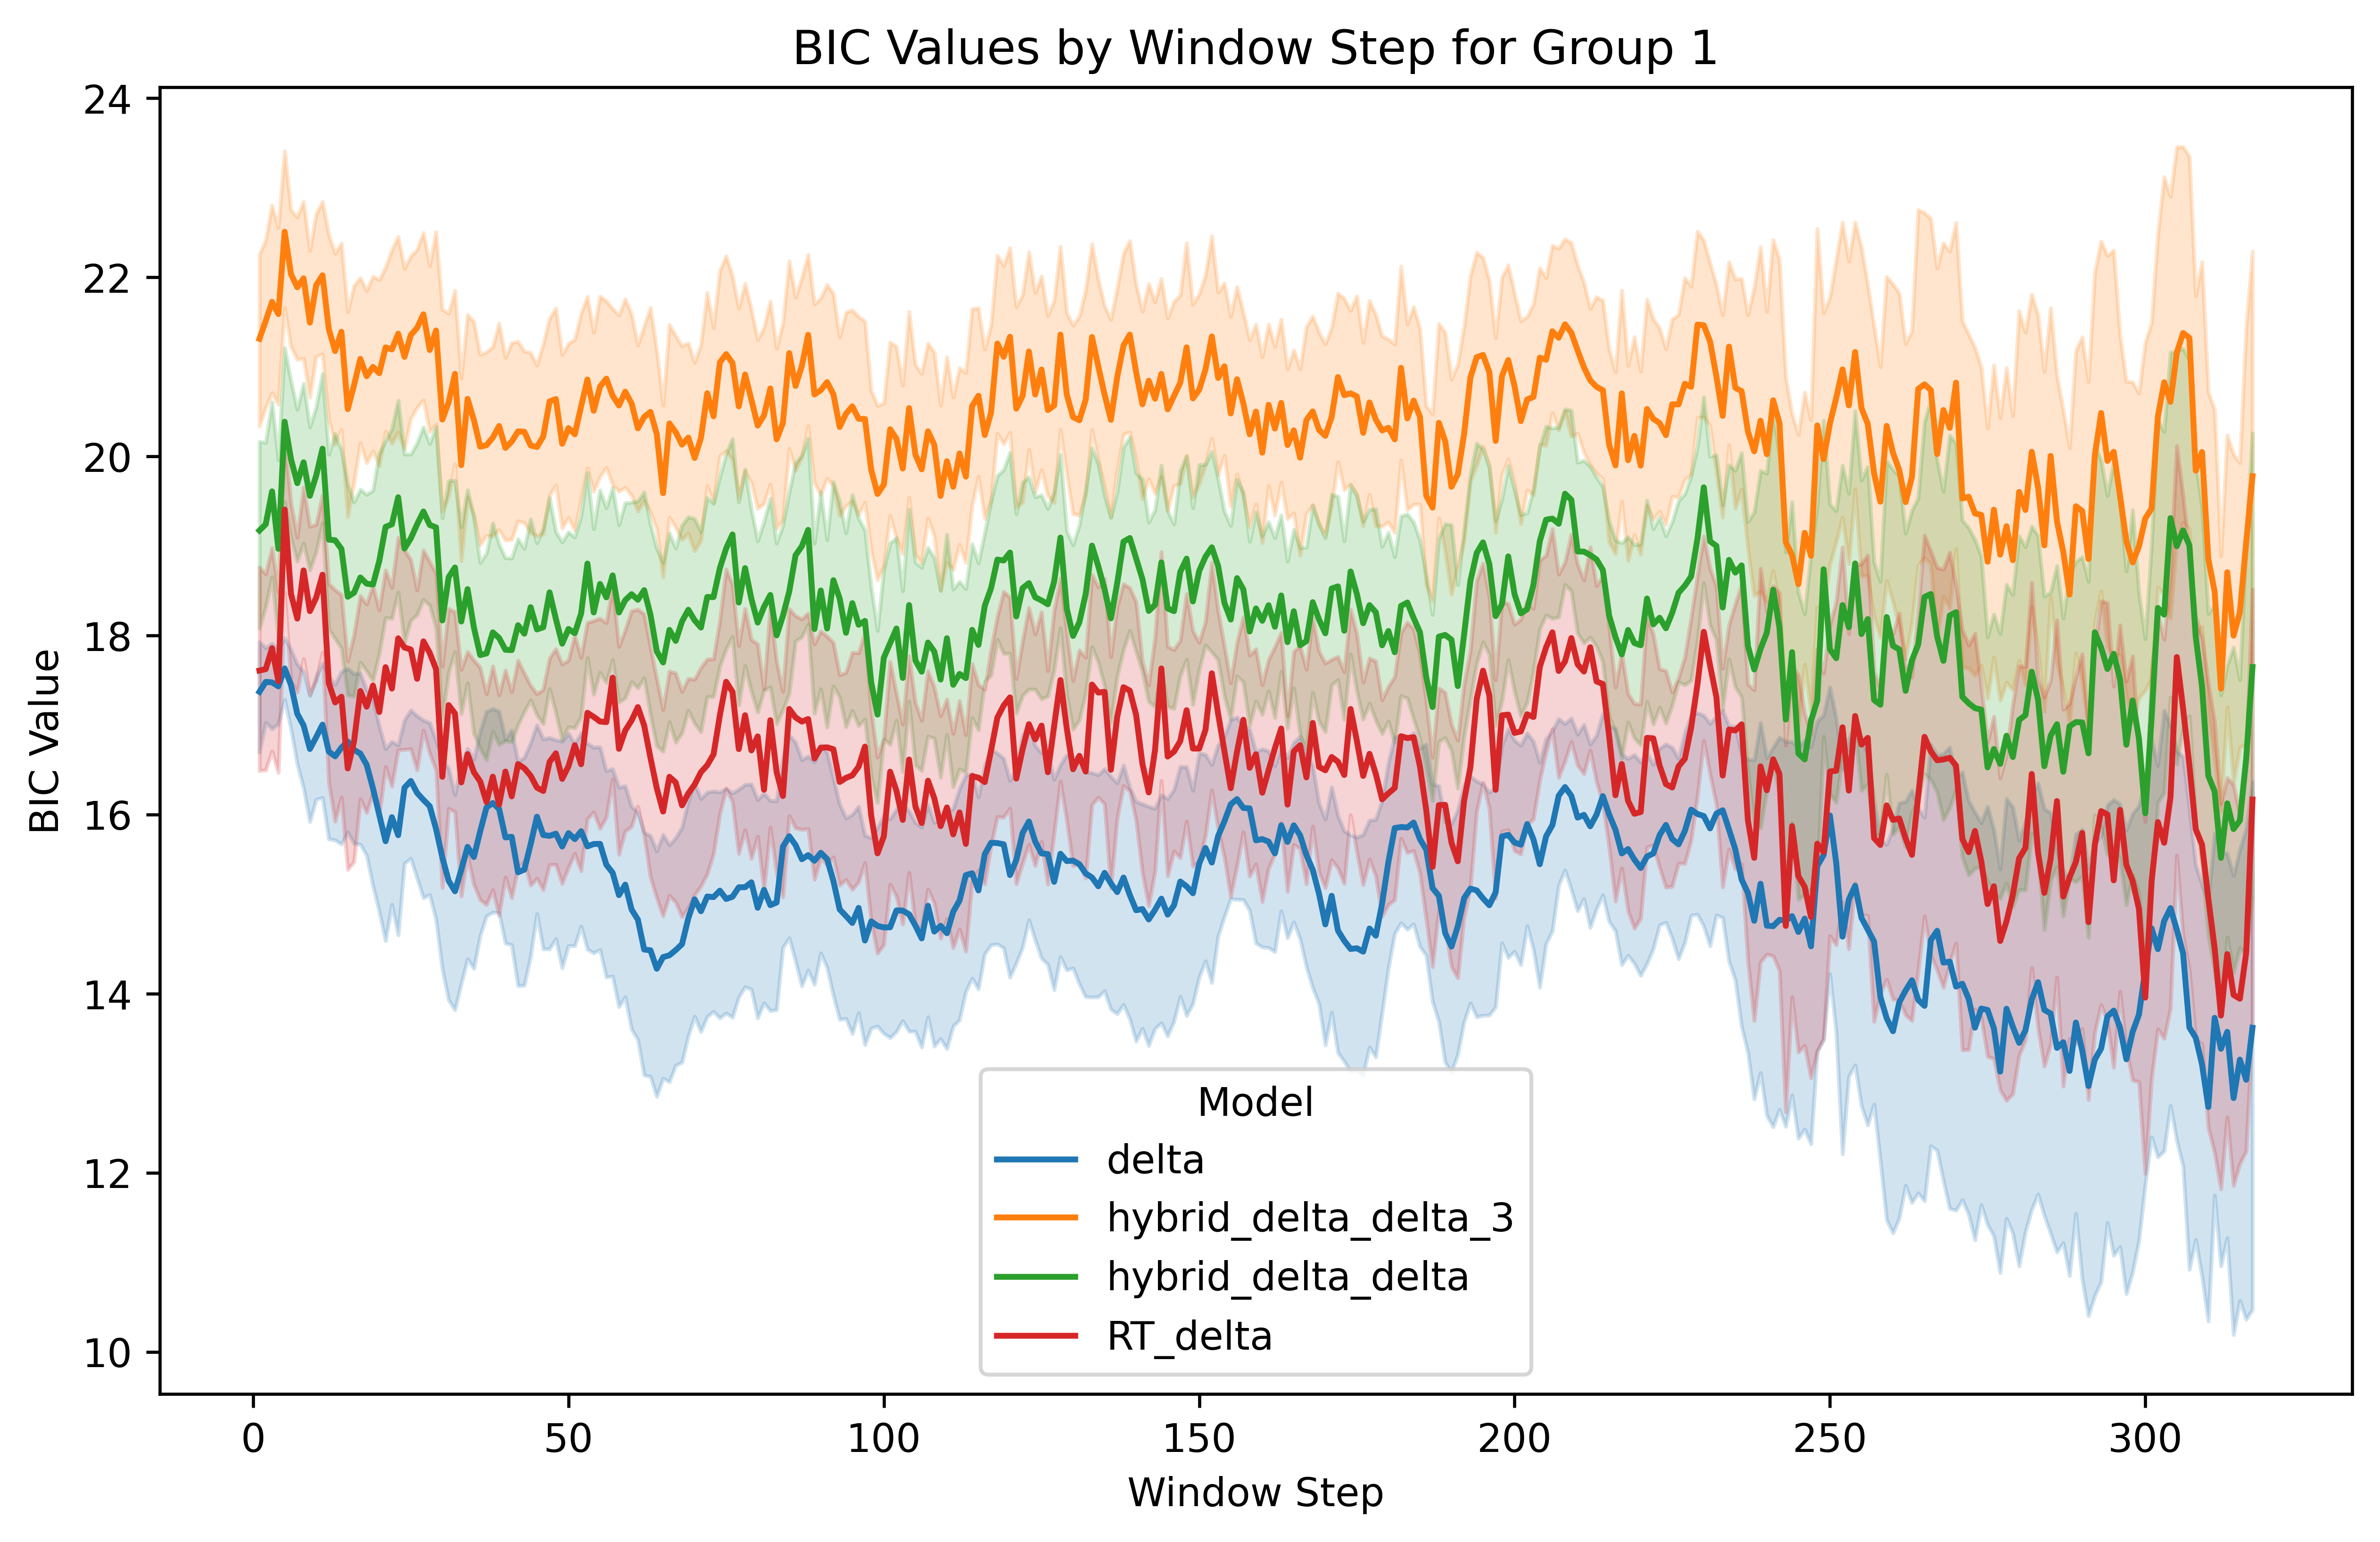 BIC Values by Window Step for Group 1
24
22
20
18
16
14
12
10
BIC Value
Model
delta
hybrid_delta_delta_3
hybrid_delta_delta
RT_delta
0 50 100 150 200 250 300
Window Step